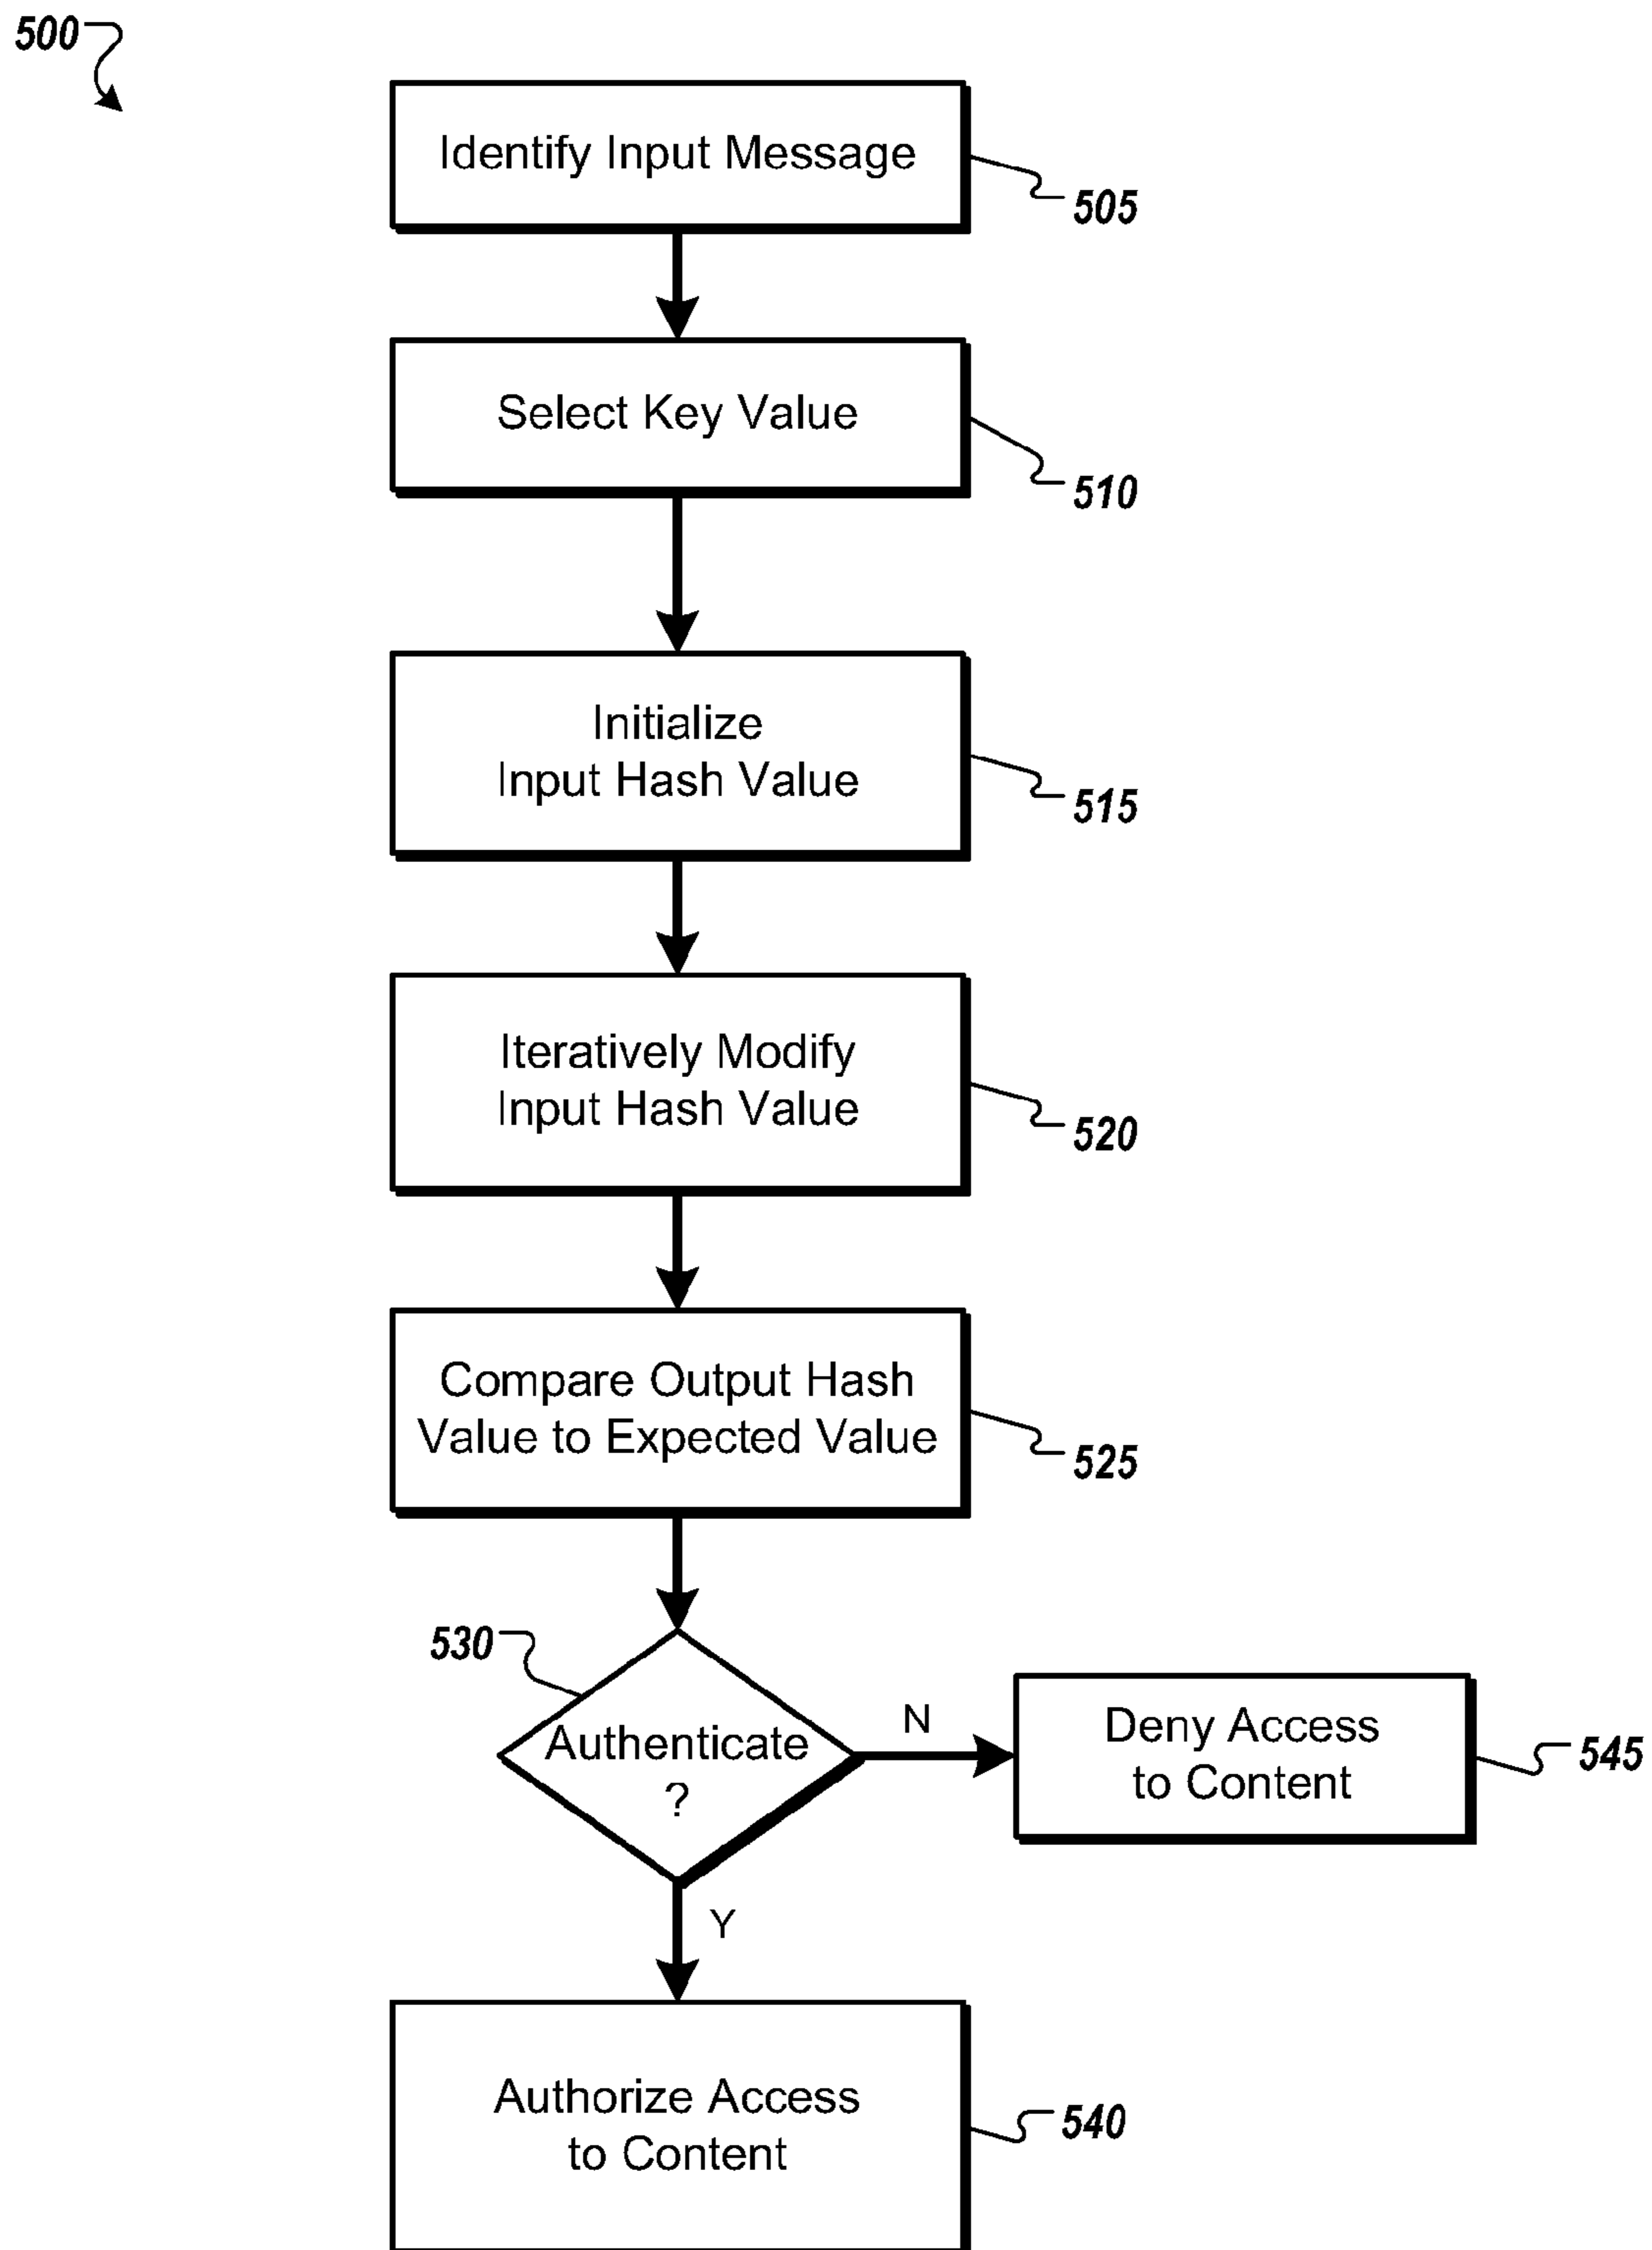 500
Identify Input Message
505
Select Key Value
510
Initialize
Input Hash Value
515
Iteratively Modify
Input Hash Value
520
Compare Output Hash
Value to Expected Value
525
530
Authenticate
?
N
Deny Access
to Content
545
Y
Authorize Access
to Content
540